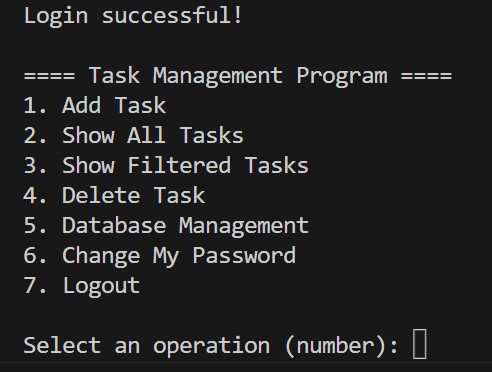 Login successful!
==== Task Management Program ====
1. Add Task
2. Show All Tasks
3. Show Filtered Tasks
4. Delete Task
5. Database Management
6. Change My Password
7. Logout
Select an operation (number):